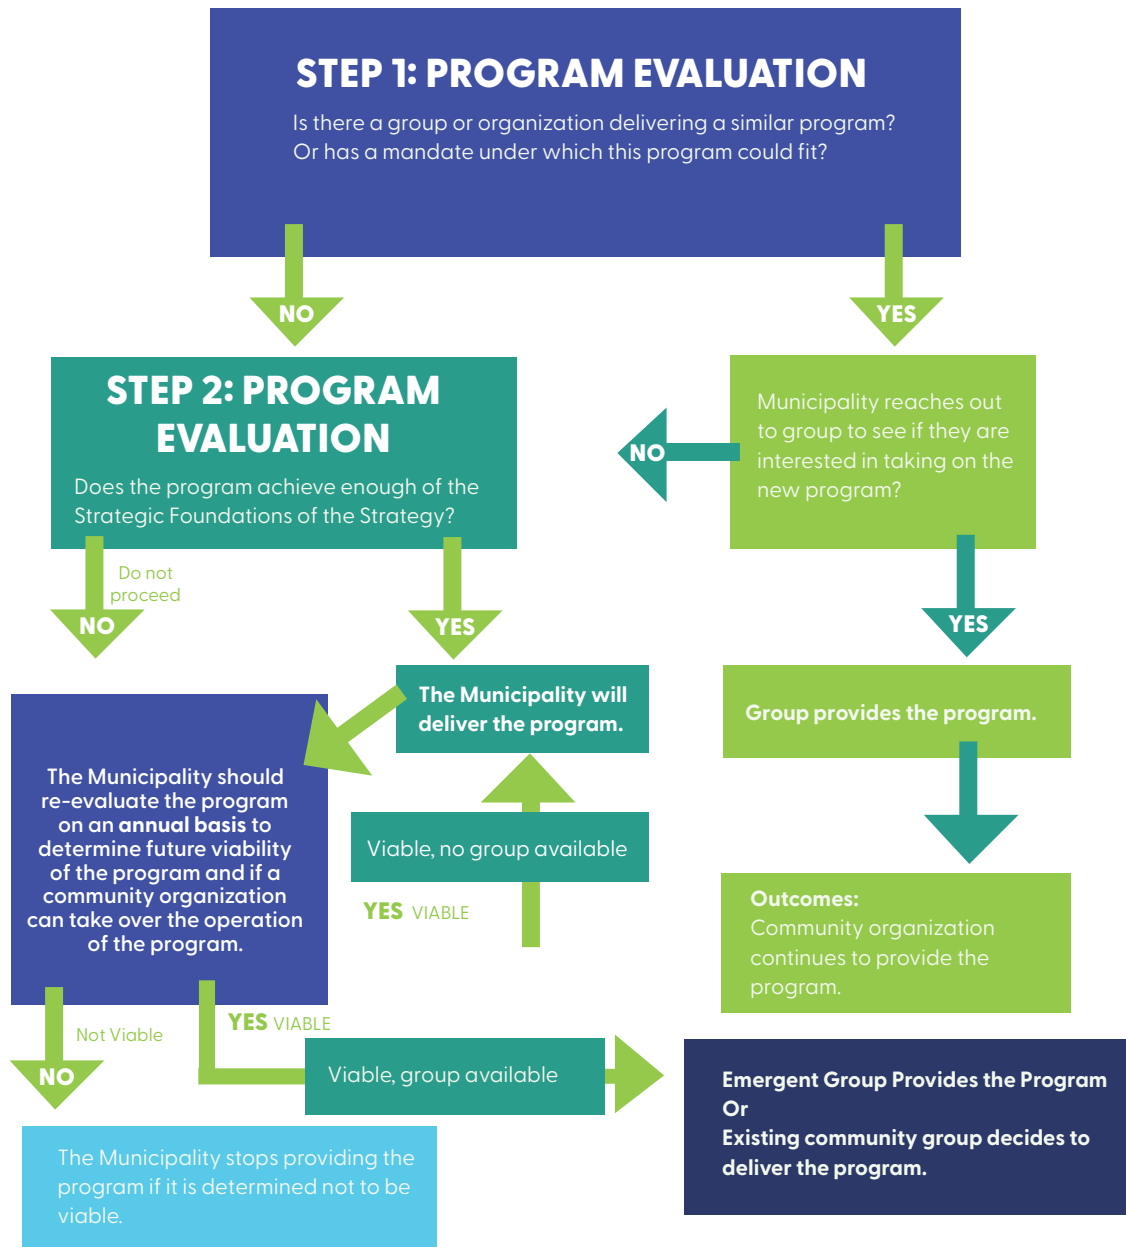 STEP 1: PROGRAM EVALUATION
Is there a group or organization delivering a similar program?
Or has a mandate under which this program could fit?
NO
YES
STEP 2: PROGRAM
EVALUATION
Does the program achieve enough of the
Strategic Foundations of the Strategy?
NO
Municipality reaches out
to group to see if they are
interested in taking on the
new program?
Do not
proceed
NO
YES
YES
The Municipality will
deliver the program.
Group provides the program.
The Municipality should
re-evaluate the program
on an annual basis to
determine future viability
of the program and if a
community organization
can take over the operation
of the program.
Viable, no group available
YES VIABLE
Outcomes:
Community organization
continues to provide the
program.
Not Viable
NO
YES VIABLE
Viable, group available
Emergent Group Provides the Program
Or
Existing community group decides to
deliver the program.
The Municipality stops providing the
program if it is determined not to be
viable.